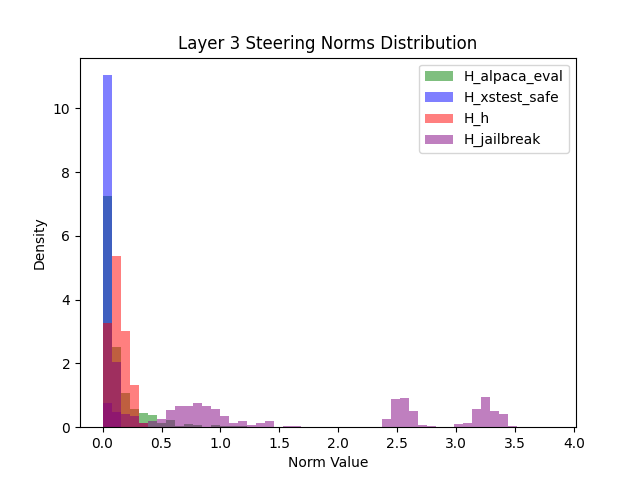 Layer 3 Steering Norms Distribution
H_alpaca_eval
H_xstest_safe
H_h
H_jailbreak
Density
10
8
6
4
2
0
0.0 0.5 1.0 1.5 2.0 2.5 3.0 3.5 4.0
Norm Value